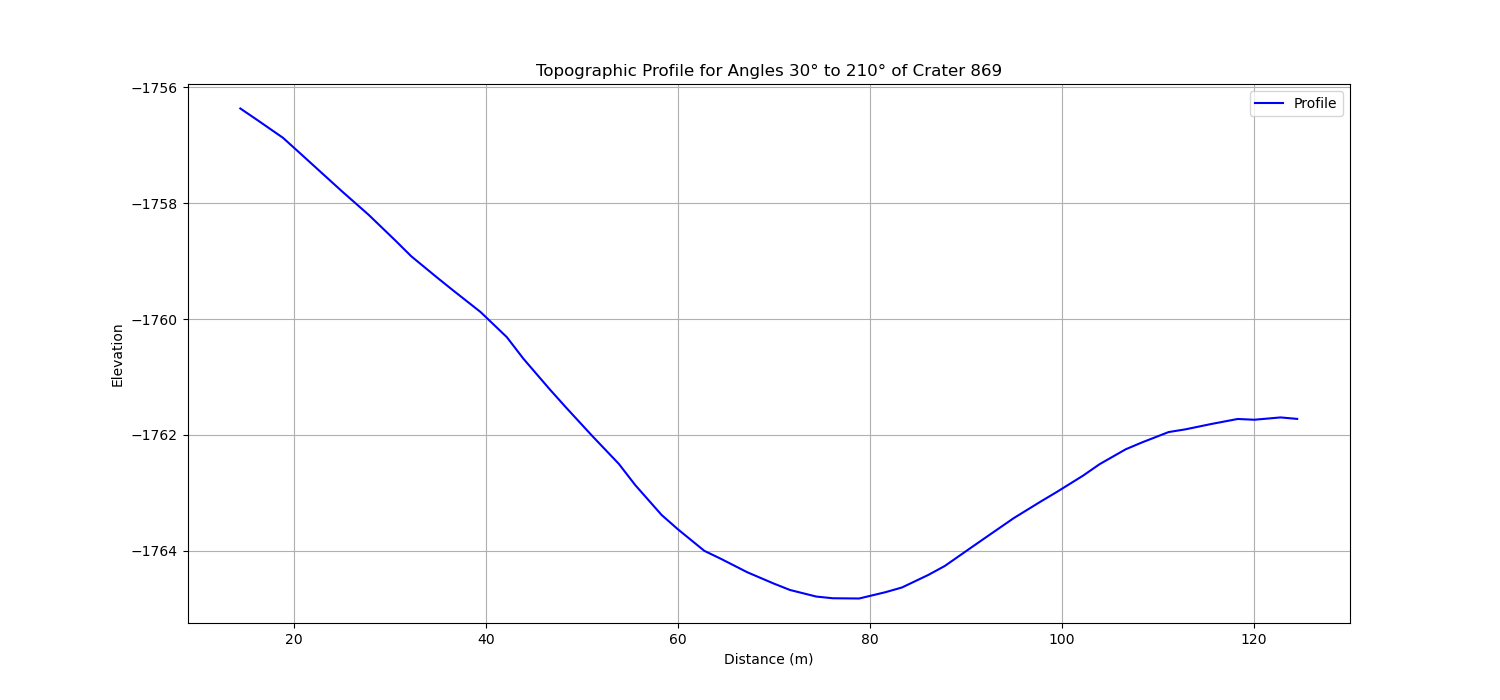 Topographic Profile for Angles 30° to 210° of Crater 869
Profile
Elevation
−1756
−1758
−1760
−1762
−1764
20 40 60 80 100 120
Distance (m)